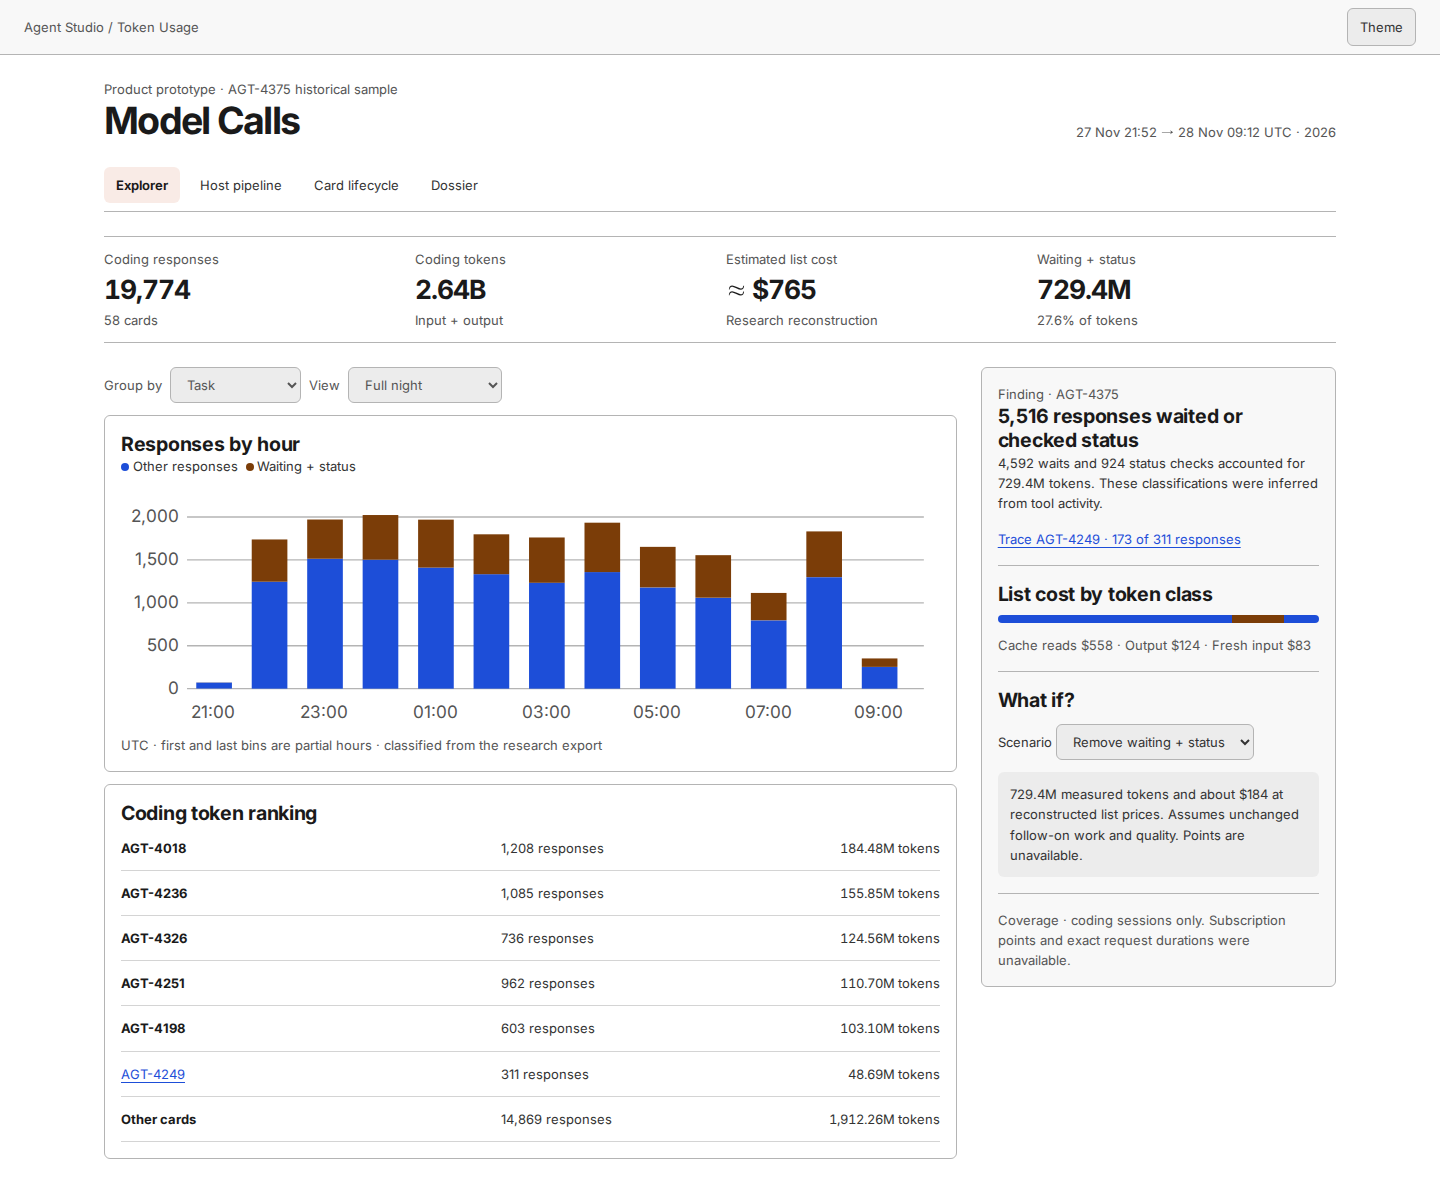 Agent Studio / Token Usage
Theme
Product prototype · AGT-4375 historical sample
Model Calls
27 Nov 21:52 → 28 Nov 09:12 UTC · 2026
Explorer
Host pipeline
Card lifecycle
Dossier
Coding responses
19,774
58 cards
Coding tokens
2.64B
Input + output
Estimated list cost
≈ $765
Research reconstruction
Waiting + status
729.4M
27.6% of tokens
Group by
Task
View
Full night
Responses by hour
Other responses
Waiting + status
2,000
1,500
1,000
500
0
21:00
23:00
01:00
03:00
05:00
07:00
09:00
UTC · first and last bins are partial hours · classified from the research export
Coding token ranking
AGT-4018 1,208 responses 184.48M tokens
AGT-4236 1,085 responses 155.85M tokens
AGT-4326 736 responses 124.56M tokens
AGT-4251 962 responses 110.70M tokens
AGT-4198 603 responses 103.10M tokens
AGT-4249 311 responses 48.69M tokens
Other cards 14,869 responses 1,912.26M tokens
Finding · AGT-4375
5,516 responses waited or
checked status
4,592 waits and 924 status checks accounted for
729.4M tokens. These classifications were inferred
from tool activity.
Trace AGT-4249 · 173 of 311 responses
List cost by token class
Cache reads $558 · Output $124 · Fresh input $83
What if?
Scenario
Remove waiting + status
729.4M measured tokens and about $184 at
reconstructed list prices. Assumes unchanged
follow-on work and quality. Points are
unavailable.
Coverage · coding sessions only. Subscription
points and exact request durations were
unavailable.